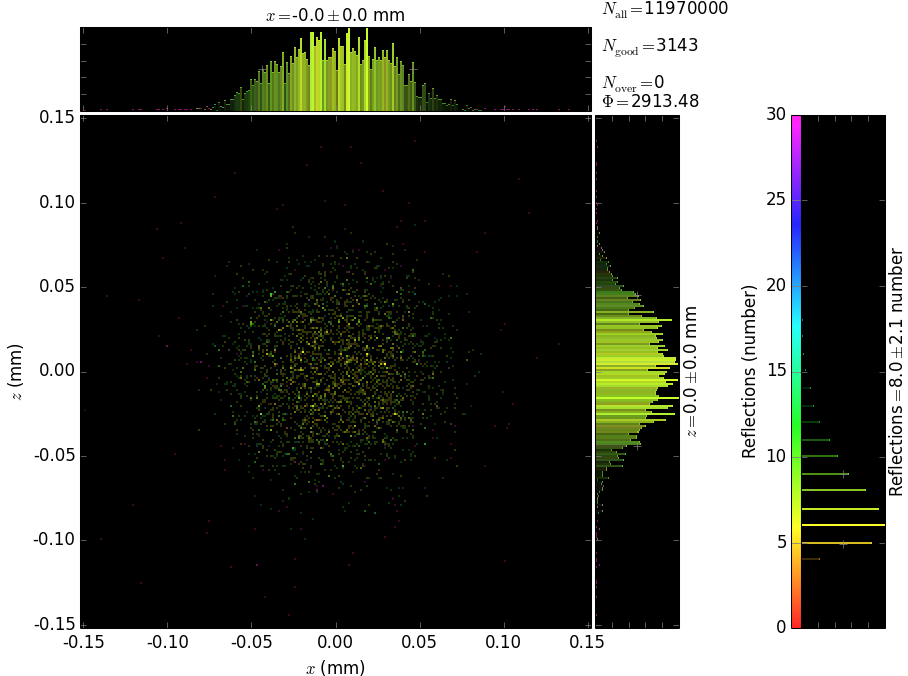 x = -0.0 ± 0.0 mm
N_all = 11970000
N_good = 3143
N_over = 0
Φ = 2913.48
0.15
0.10
0.05
0.00
-0.05
-0.10
-0.15
z (mm)
-0.15
-0.10
-0.05
0.00
0.05
0.10
0.15
x (mm)
z = 0.0 ± 0.0 mm
30
25
20
15
10
5
0
Reflections (number)
Reflections = 8.0 ± 2.1 number